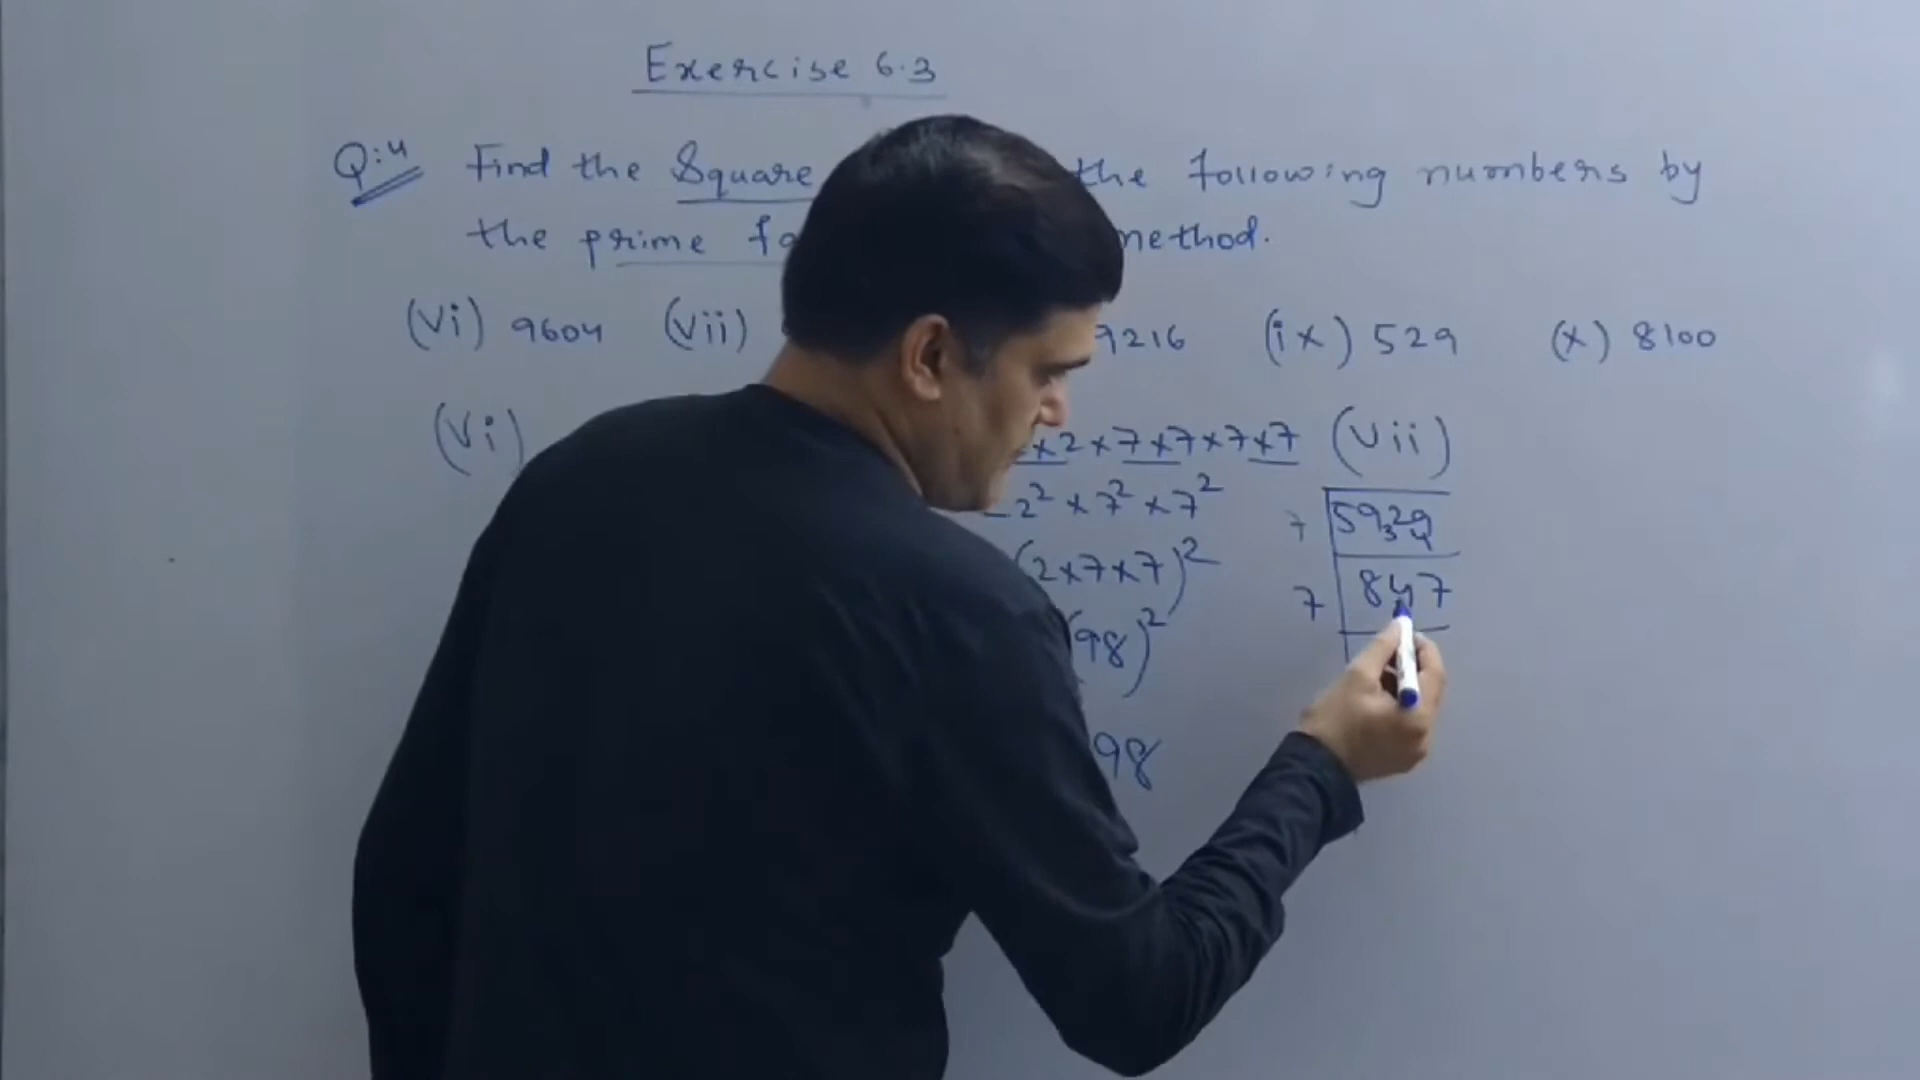 Exercise 6.3
Q:4 Find the Square the following numbers by
the prime method.
(vi) 9604 (vii) 9216 (ix) 529 (x) 8100
(vi) ×2×7×7×7×7 (vii)
2² × 7² × 7² 7 5929
(2×7×7)² 7 847
(98)²
98